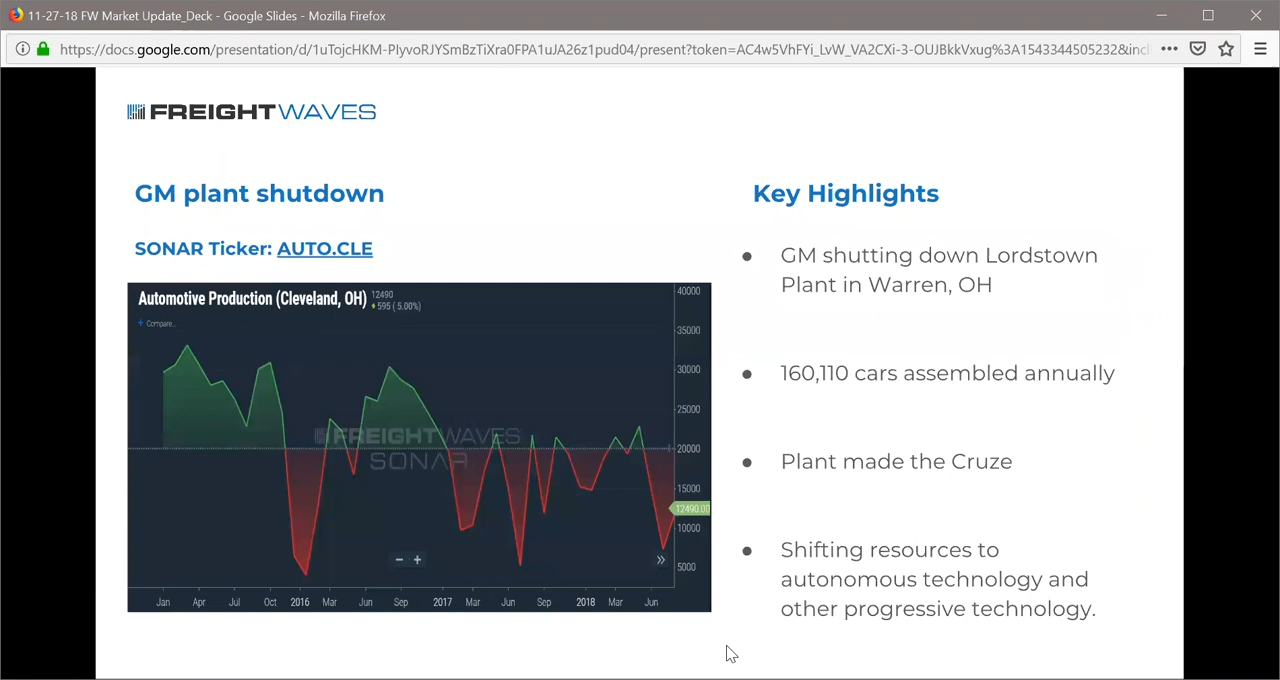 11-27-18 FW Market Update_Deck - Google Slides - Mozilla Firefox
https://docs.google.com/presentation/d/1uTojcHKM-PIyvoRJYSmBzTiXra0FPA1uJA26z1pud04/present?token=AC4w5VhFYi_LvW_VA2CXi-3-OUJBkkVxug%3A1543344505232&incl
FREIGHTWAVES
GM plant shutdown
SONAR Ticker: AUTO.CLE
Automotive Production (Cleveland, OH)
12490
595 ( 5.00%)
+ Compare..
FREIGHTWAVES
SONAR
40000
35000
30000
25000
20000
15000
12490.00
10000
5000
Jan Apr Jul Oct 2016 Mar Jun Sep 2017 Mar Jun Sep 2018 Mar Jun
Key Highlights
● GM shutting down Lordstown
Plant in Warren, OH
● 160,110 cars assembled annually
● Plant made the Cruze
● Shifting resources to
autonomous technology and
other progressive technology.